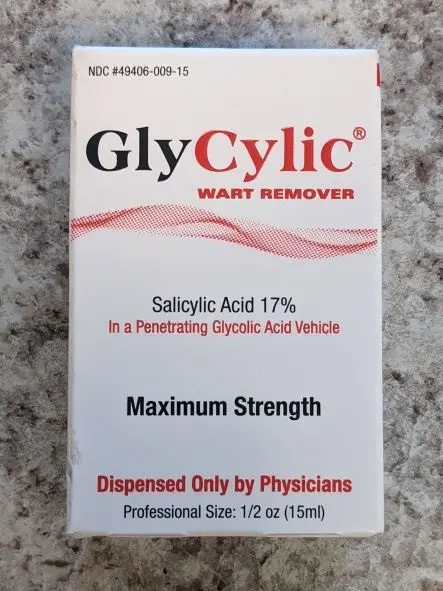 NDC #49406-009-15
GlyCylic®
WART REMOVER
Salicylic Acid 17%
In a Penetrating Glycolic Acid Vehicle
Maximum Strength
Dispensed Only by Physicians
Professional Size: 1/2 oz (15ml)